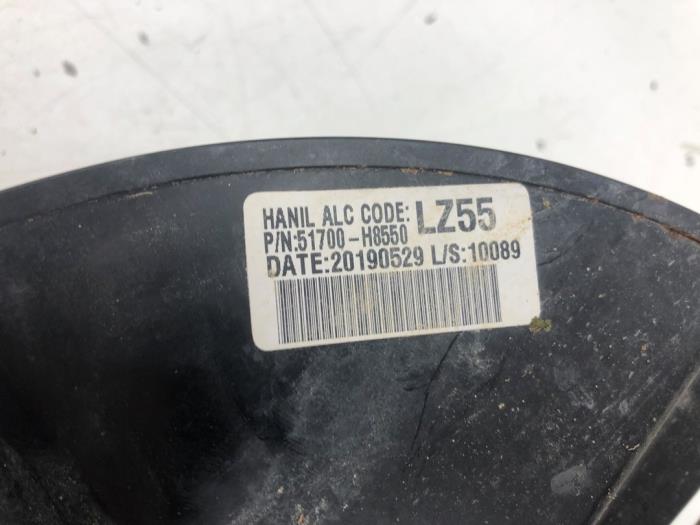 HANIL ALC CODE: LZ55
P/N:51700-H8550
DATE:20190529 L/S:10089